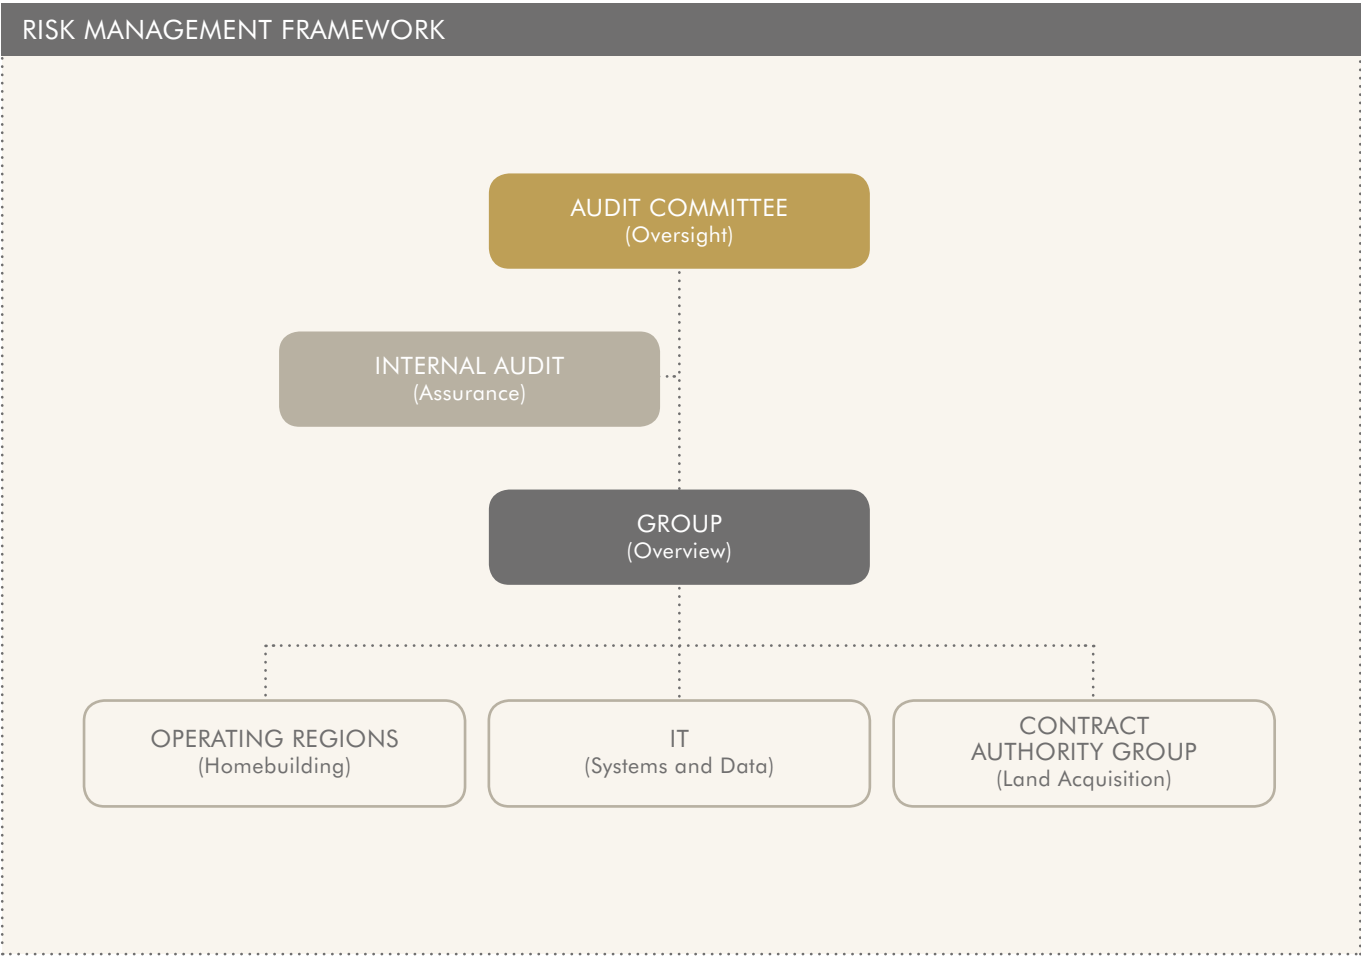 RISK MANAGEMENT FRAMEWORK
AUDIT COMMITTEE
(Oversight)
INTERNAL AUDIT
(Assurance)
GROUP
(Overview)
OPERATING REGIONS
(Homebuilding)
IT
(Systems and Data)
CONTRACT
AUTHORITY GROUP
(Land Acquisition)